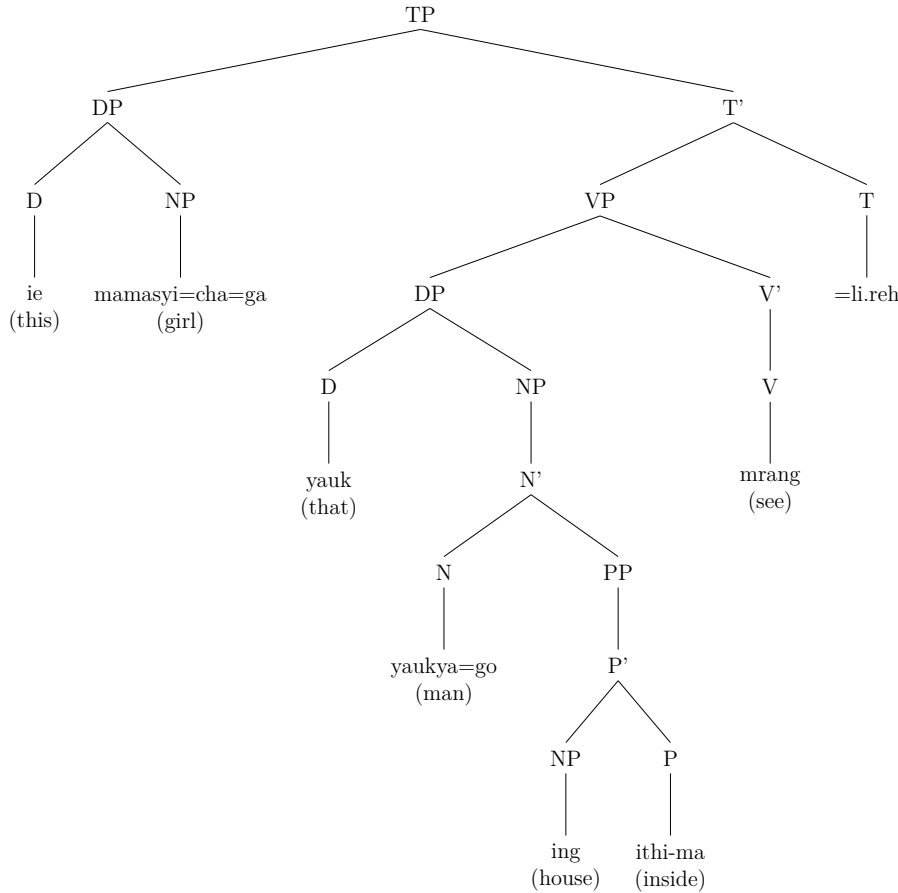 TP
DP T'
D NP VP T
ie mamasyi=cha=ga DP V' =li.reh
(this) (girl)
D NP V
yauk N' mrang
(that) (see)
N PP
yaukya=go P'
(man)
NP P
ing ithi-ma
(house) (inside)